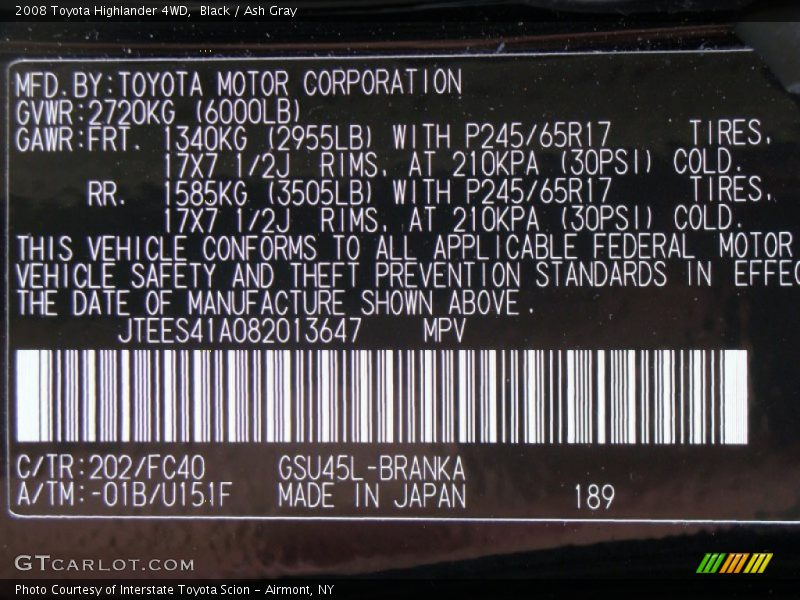 2008 Toyota Highlander 4WD,  Black / Ash Gray
MFD.BY:TOYOTA MOTOR CORPORATION
GVWR:2720KG (6000LB)
GAWR:FRT. 1340KG (2955LB) WITH P245/65R17 TIRES,
17X7 1/2J RIMS, AT 210KPA (30PSI) COLD.
RR. 1585KG (3505LB) WITH P245/65R17 TIRES,
17X7 1/2J RIMS, AT 210KPA (30PSI) COLD.
THIS VEHICLE CONFORMS TO ALL APPLICABLE FEDERAL MOTOR
VEHICLE SAFETY AND THEFT PREVENTION STANDARDS IN EFFEC
THE DATE OF MANUFACTURE SHOWN ABOVE.
JTEES41A082013647 MPV
C/TR:202/FC40 GSU45L-BRANKA
A/TM:-01B/U151F MADE IN JAPAN 189
GTCARLOT.COM
Photo Courtesy of Interstate Toyota Scion - Airmont, NY